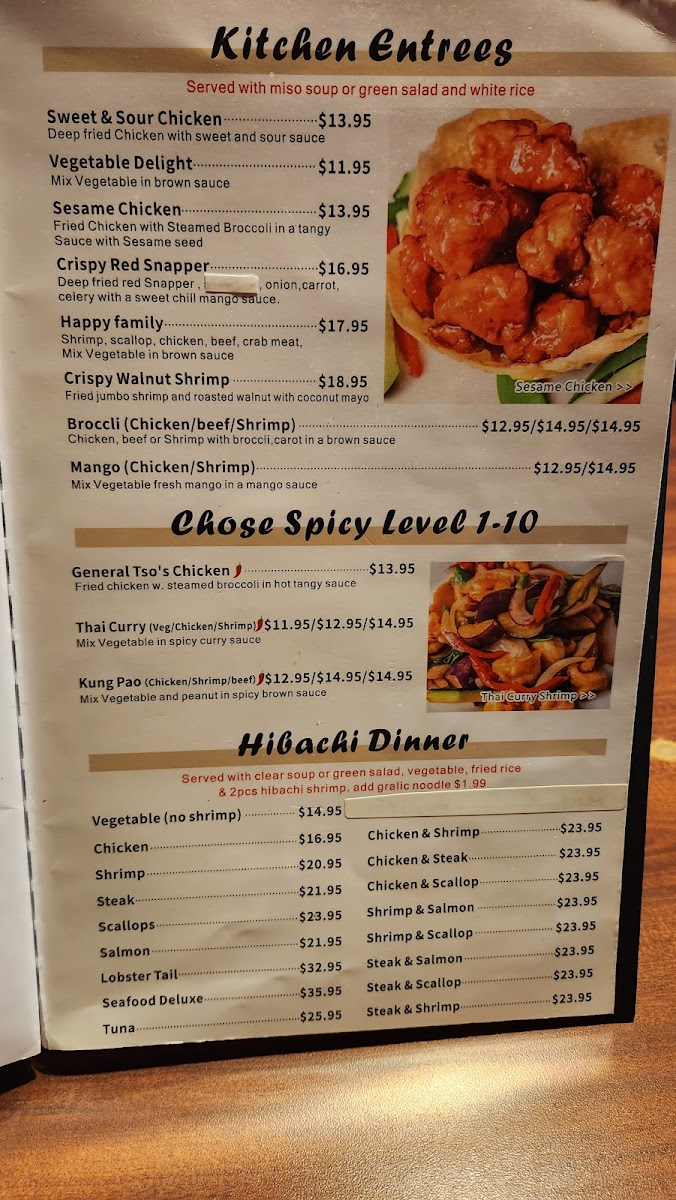 Kitchen Entrees
Served with miso soup or green salad and white rice
Sweet & Sour Chicken $13.95
Deep fried Chicken with sweet and sour sauce
Vegetable Delight $11.95
Mix Vegetable in brown sauce
Sesame Chicken $13.95
Fried Chicken with Steamed Broccoli in a tangy
Sauce with Sesame seed
Crispy Red Snapper $16.95
Deep fried red Snapper , , onion,carrot,
celery with a sweet chill mango sauce.
Happy family $17.95
Shrimp, scallop, chicken, beef, crab meat,
Mix Vegetable in brown sauce
Crispy Walnut Shrimp $18.95
Fried jumbo shrimp and roasted walnut with coconut mayo
Sesame Chicken >>
Broccli (Chicken/beef/Shrimp) $12.95/$14.95/$14.95
Chicken, beef or Shrimp with broccli,carot in a brown sauce
Mango (Chicken/Shrimp) $12.95/$14.95
Mix Vegetable fresh mango in a mango sauce
Chose Spicy Level 1-10
General Tso's Chicken $13.95
Fried chicken w. steamed broccoli in hot tangy sauce
Thai Curry (Veg/Chicken/Shrimp) $11.95/$12.95/$14.95
Mix Vegetable in spicy curry sauce
Kung Pao (Chicken/Shrimp/beef) $12.95/$14.95/$14.95
Mix Vegetable and peanut in spicy brown sauce
Thai Curry Shrimp >>
Hibachi Dinner
Served with clear soup or green salad, vegetable, fried rice
& 2pcs hibachi shrimp. add gralic noodle $1.99
Vegetable (no shrimp) $14.95
Chicken $16.95
Shrimp $20.95
Steak $21.95
Scallops $23.95
Salmon $21.95
Lobster Tail $32.95
Seafood Deluxe $35.95
Tuna $25.95
Chicken & Shrimp $23.95
Chicken & Steak $23.95
Chicken & Scallop $23.95
Shrimp & Salmon $23.95
Shrimp & Scallop $23.95
Steak & Salmon $23.95
Steak & Scallop $23.95
Steak & Shrimp $23.95